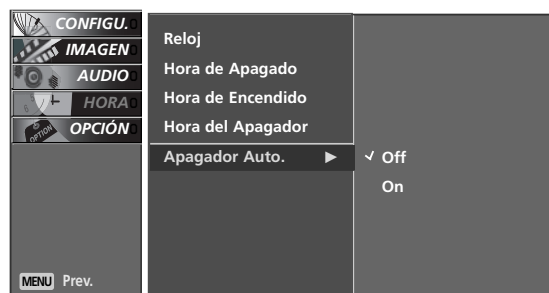 CONFIGU.
IMAGEN
AUDIO
HORA
OPCIÓN
OPTION
MENU Prev.
Reloj
Hora de Apagado
Hora de Encendido
Hora del Apagador
Apagador Auto. ►
✓ Off
On